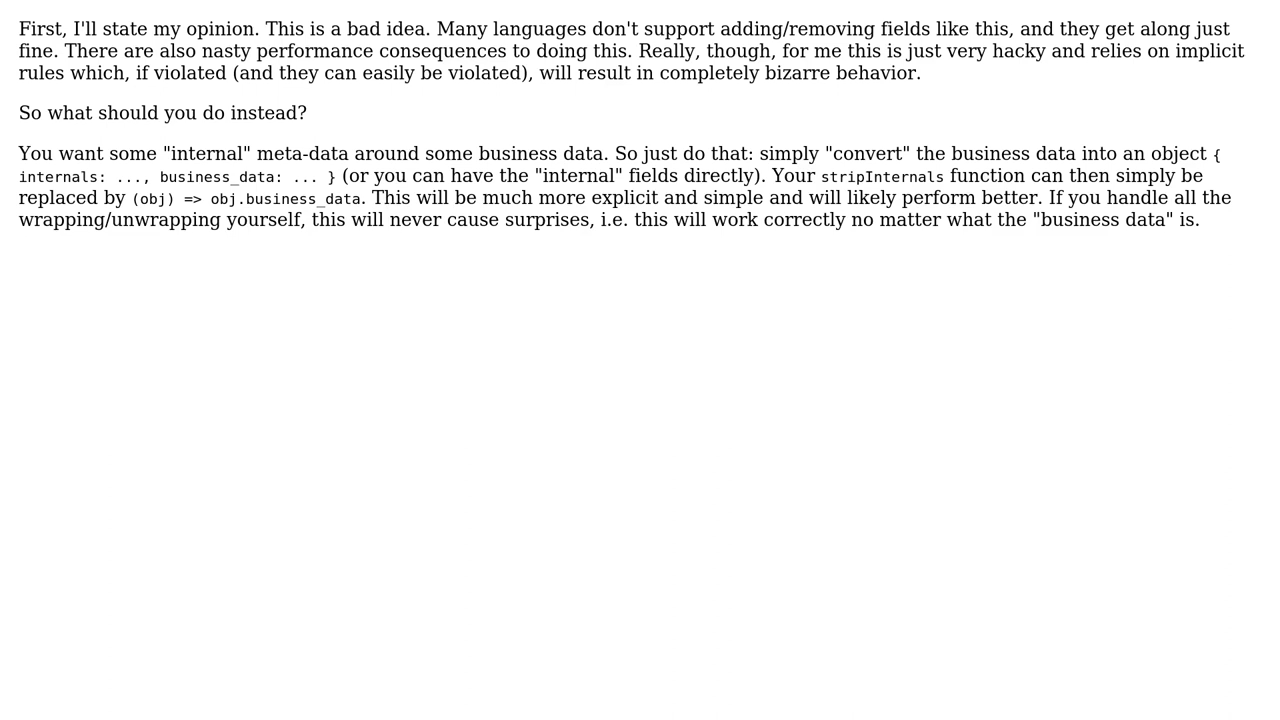 First, I'll state my opinion. This is a bad idea. Many languages don't support adding/removing fields like this, and they get along just
fine. There are also nasty performance consequences to doing this. Really, though, for me this is just very hacky and relies on implicit
rules which, if violated (and they can easily be violated), will result in completely bizarre behavior.
So what should you do instead?
You want some "internal" meta-data around some business data. So just do that: simply "convert" the business data into an object {
internals: ..., business_data: ... } (or you can have the "internal" fields directly). Your stripInternals function can then simply be
replaced by (obj) => obj.business_data. This will be much more explicit and simple and will likely perform better. If you handle all the
wrapping/unwrapping yourself, this will never cause surprises, i.e. this will work correctly no matter what the "business data" is.